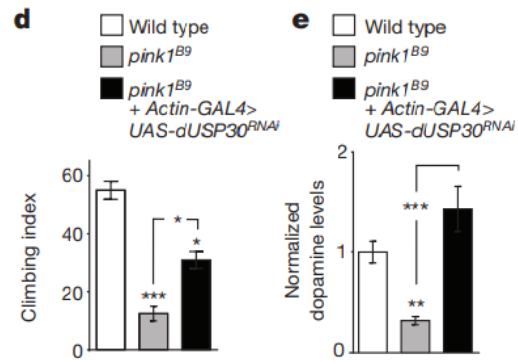 d
Wild type
pink1B9
pink1B9
+ Actin-GAL4>
UAS-dUSP30RNAi
Climbing index
60
40
20
0
***
*
*
e
Wild type
pink1B9
pink1B9
+ Actin-GAL4>
UAS-dUSP30RNAi
Normalized
dopamine levels
2
1
0
***
**